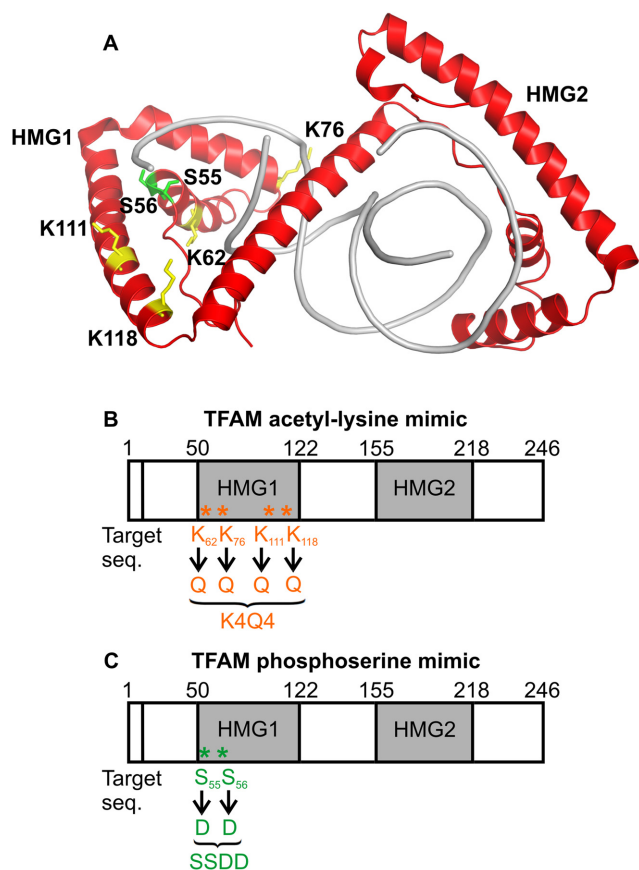 A
HMG2
HMG1
K76
S55
S56
K111
K62
K118
B
TFAM acetyl-lysine mimic
1 50 122 155 218 246
HMG1 HMG2
* * * *
Target seq.
K62 K76 K111 K118
Q Q Q Q
K4Q4
C
TFAM phosphoserine mimic
1 50 122 155 218 246
HMG1 HMG2
* *
Target seq.
S55 S56
D D
SSDD